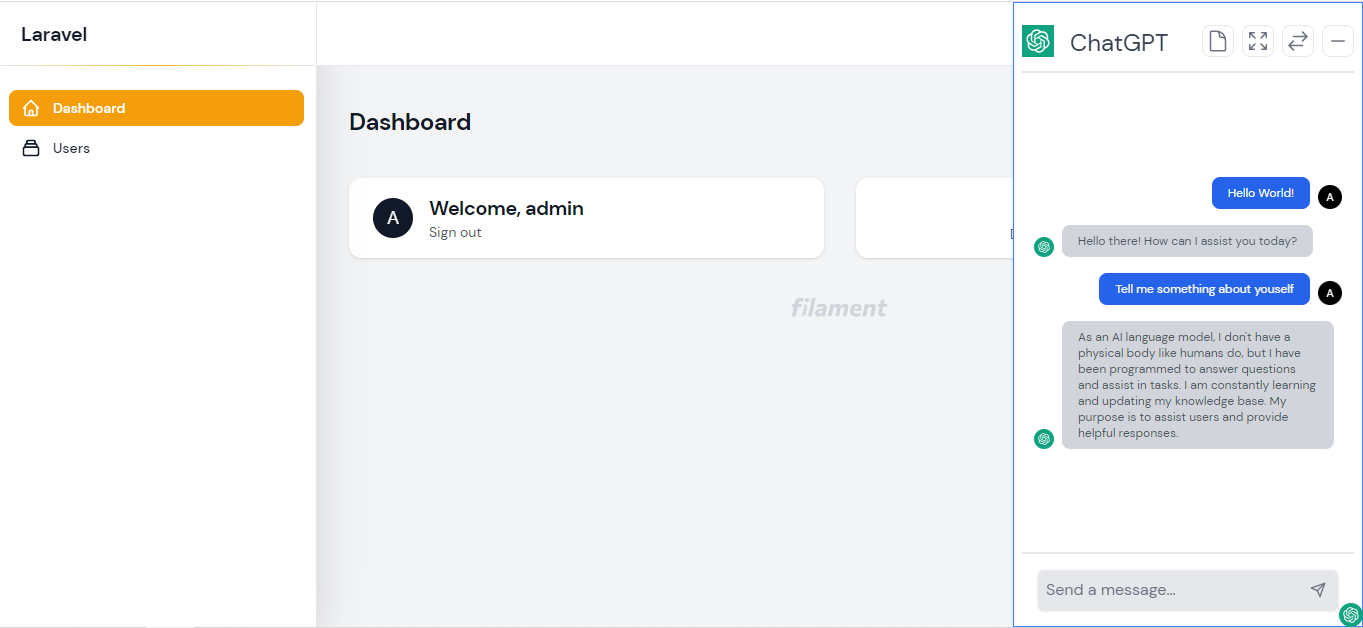 Laravel
Dashboard
Users
Dashboard
A
Welcome, admin
Sign out
filament
ChatGPT
Hello World!
A
Hello there! How can I assist you today?
Tell me something about youself
A
As an AI language model, I don't have a
physical body like humans do, but I have
been programmed to answer questions
and assist in tasks. I am constantly learning
and updating my knowledge base. My
purpose is to assist users and provide
helpful responses.
Send a message...